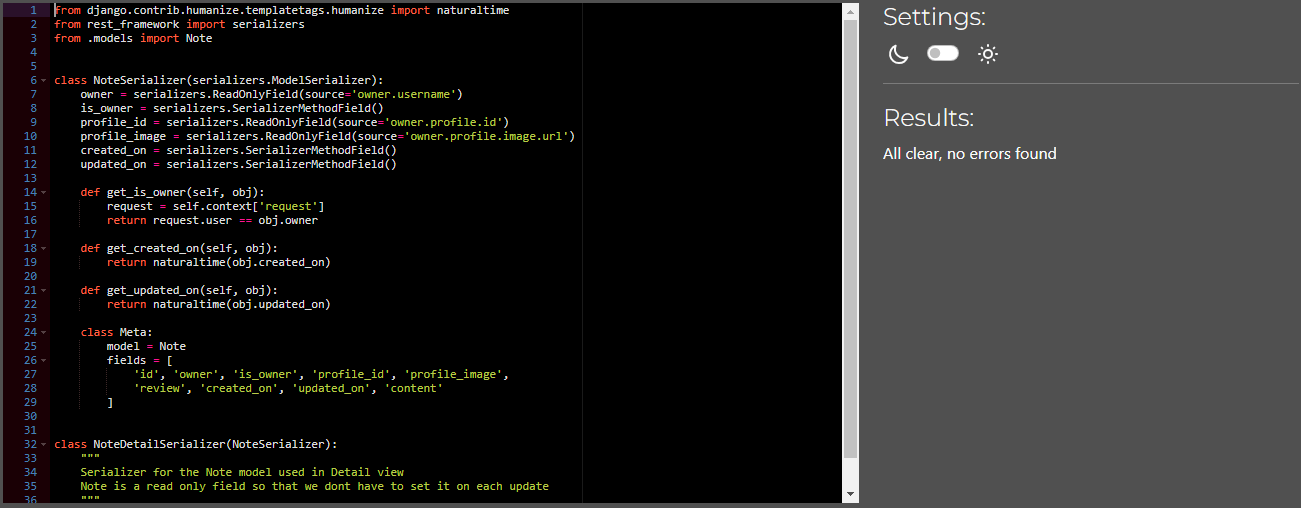 1 from django.contrib.humanize.templatetags.humanize import naturaltime
2 from rest_framework import serializers
3 from .models import Note
4
5
6 class NoteSerializer(serializers.ModelSerializer):
7     owner = serializers.ReadOnlyField(source='owner.username')
8     is_owner = serializers.SerializerMethodField()
9     profile_id = serializers.ReadOnlyField(source='owner.profile.id')
10     profile_image = serializers.ReadOnlyField(source='owner.profile.image.url')
11     created_on = serializers.SerializerMethodField()
12     updated_on = serializers.SerializerMethodField()
13
14     def get_is_owner(self, obj):
15         request = self.context['request']
16         return request.user == obj.owner
17
18     def get_created_on(self, obj):
19         return naturaltime(obj.created_on)
20
21     def get_updated_on(self, obj):
22         return naturaltime(obj.updated_on)
23
24     class Meta:
25         model = Note
26         fields = [
27             'id', 'owner', 'is_owner', 'profile_id', 'profile_image',
28             'review', 'created_on', 'updated_on', 'content'
29         ]
30
31
32 class NoteDetailSerializer(NoteSerializer):
33     """
34     Serializer for the Note model used in Detail view
35     Note is a read only field so that we dont have to set it on each update
36     """
Settings:
Results:
All clear, no errors found